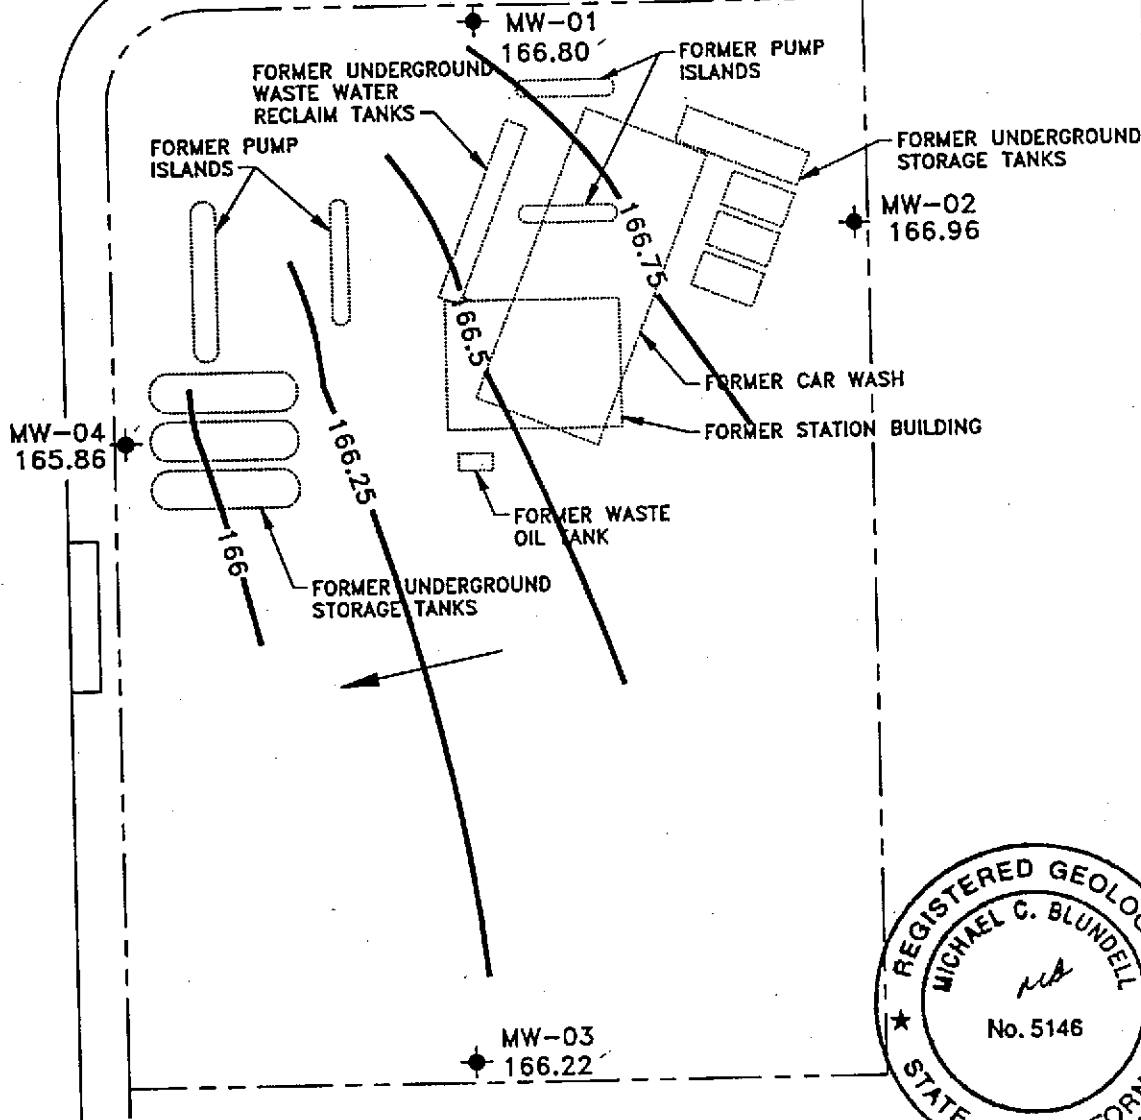 MW-01
166.80
FORMER PUMP
ISLANDS
FORMER UNDERGROUND
WASTE WATER
RECLAIM TANKS
FORMER PUMP
ISLANDS
FORMER UNDERGROUND
STORAGE TANKS
MW-02
166.96
166.75
166.5
FORMER CAR WASH
FORMER STATION BUILDING
MW-04
165.86
166.25
166
FORMER WASTE
OIL TANK
FORMER UNDERGROUND
STORAGE TANKS
MW-03
166.22
REGISTERED GEOLOG
MICHAEL C. BLUNDELL
No. 5146
STATE